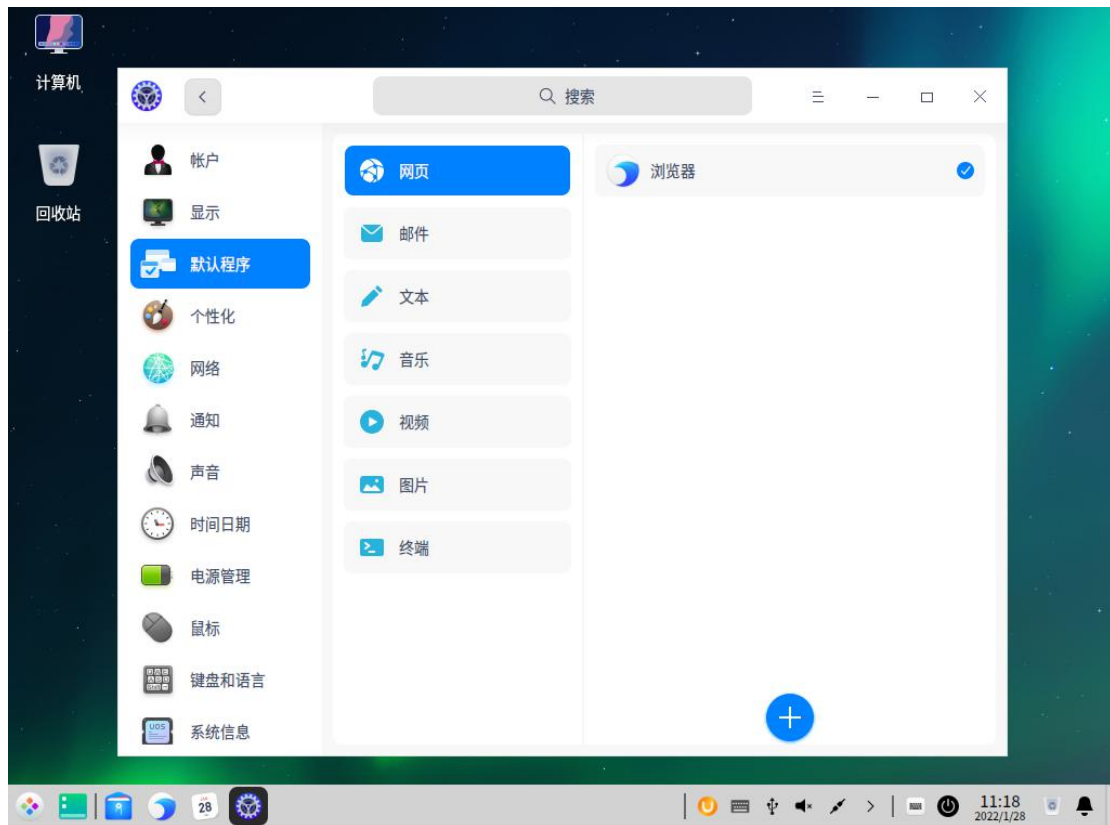 计算机
回收站
搜索
帐户
显示
默认程序
个性化
网络
通知
声音
时间日期
电源管理
鼠标
键盘和语言
系统信息
网页
邮件
文本
音乐
视频
图片
终端
浏览器
UOS
28
11:18
2022/1/28